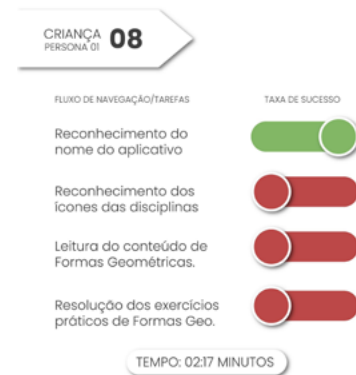 CRIANÇA 08
PERSONA 01
FLUXO DE NAVEGAÇÃO/TAREFAS TAXA DE SUCESSO
Reconhecimento do
nome do aplicativo
Reconhecimento dos
ícones das disciplinas
Leitura do conteúdo de
Formas Geométricas.
Resolução dos exercícios
práticos de Formas Geo.
TEMPO: 02:17 MINUTOS